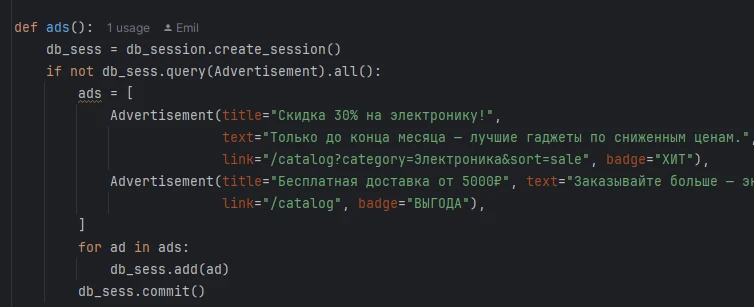 def ads(): 1 usage Emil
    db_sess = db_session.create_session()
    if not db_sess.query(Advertisement).all():
        ads = [
            Advertisement(title="Скидка 30% на электронику!",
                          text="Только до конца месяца — лучшие гаджеты по сниженным ценам.",
                          link="/catalog?category=Электроника&sort=sale", badge="ХИТ"),
            Advertisement(title="Бесплатная доставка от 5000₽", text="Заказывайте больше —
                          link="/catalog", badge="ВЫГОДА"),
        ]
        for ad in ads:
            db_sess.add(ad)
        db_sess.commit()